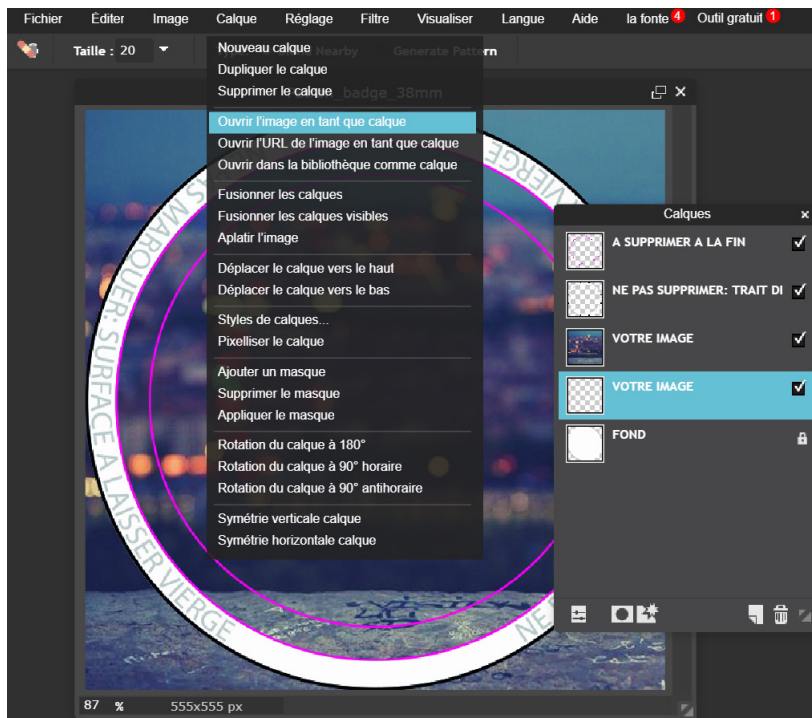 Fichier Éditer Image Calque Réglage Filtre Visualiser Langue Aide la fonte 4 Outil gratuit 1
Taille : 20 Nearby Generate Pattern
badge_38mm
Nouveau calque
Dupliquer le calque
Supprimer le calque
Ouvrir l'image en tant que calque
Ouvrir l'URL de l'image en tant que calque
Ouvrir dans la bibliothèque comme calque
Fusionner les calques
Fusionner les calques visibles
Aplatir l'image
Déplacer le calque vers le haut
Déplacer le calque vers le bas
Styles de calques...
Pixelliser le calque
Ajouter un masque
Supprimer le masque
Appliquer le masque
Rotation du calque à 180°
Rotation du calque à 90° horaire
Rotation du calque à 90° antihoraire
Symétrie verticale calque
Symétrie horizontale calque
MARQUER: SURFACE A LAISSER VIERGE
NE
VIERGE
Calques x
A SUPPRIMER A LA FIN
NE PAS SUPPRIMER: TRAIT DI
VOTRE IMAGE
VOTRE IMAGE
FOND
87 % 555x555 px